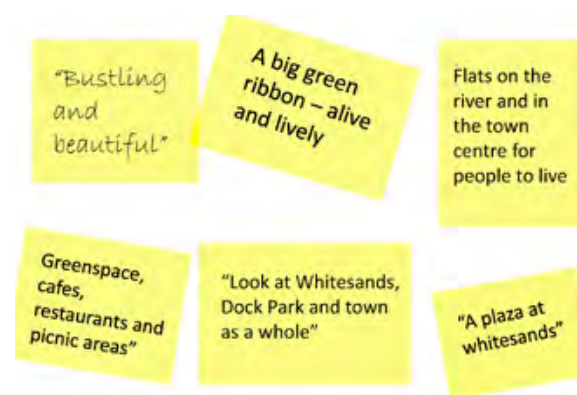 "Bustling
and
beautiful"
A big green
ribbon – alive
and lively
Flats on the
river and in
the town
centre for
people to live
Greenspace,
cafes,
restaurants and
picnic areas"
"Look at Whitesands,
Dock Park and town
as a whole"
"A plaza at
whitesands"